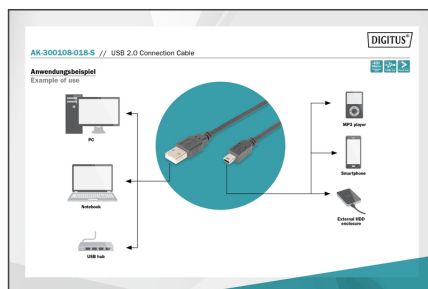 DIGITUS®
AK-300108-018-S // USB 2.0 Connection Cable
Anwendungsbeispiel
Example of use
PC
Notebook
USB hub
MP3 player
Smartphone
External HDD
enclosure